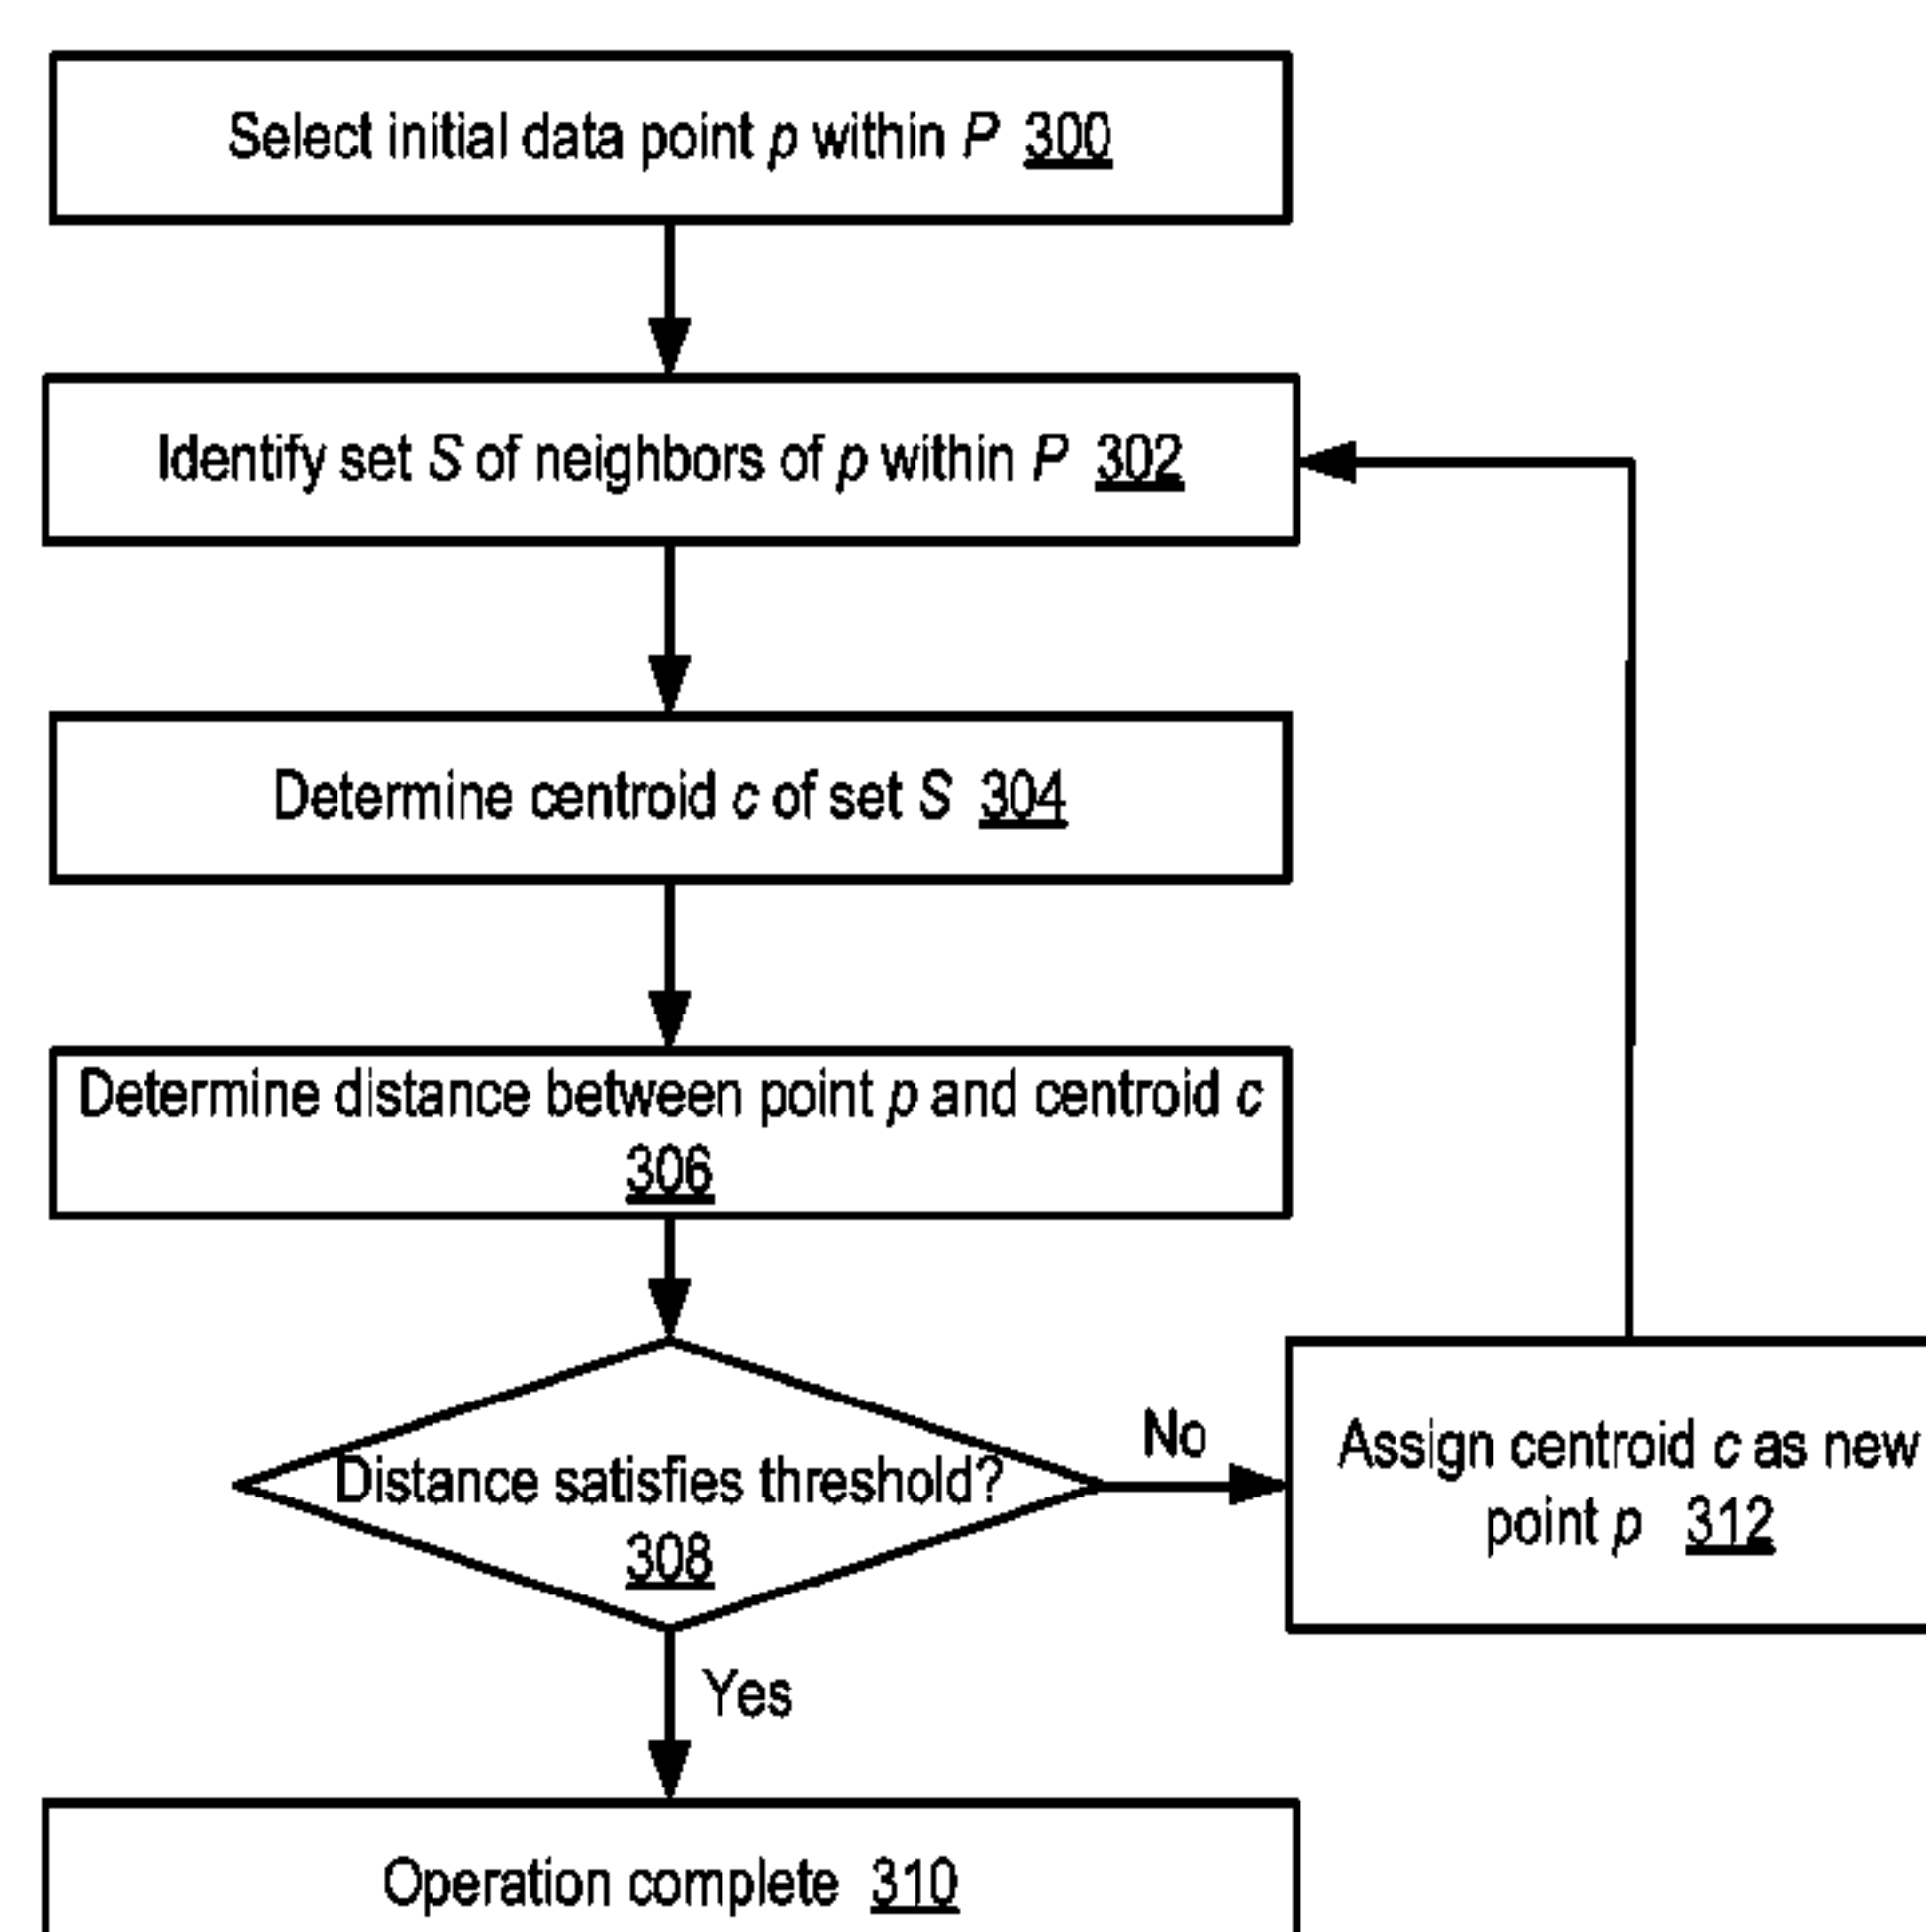 Select initial data point p within P 300
Identify set S of neighbors of p within P 302
Determine centroid c of set S 304
Determine distance between point p and centroid c
306
Distance satisfies threshold?
308
No
Assign centroid c as new
point p 312
Yes
Operation complete 310